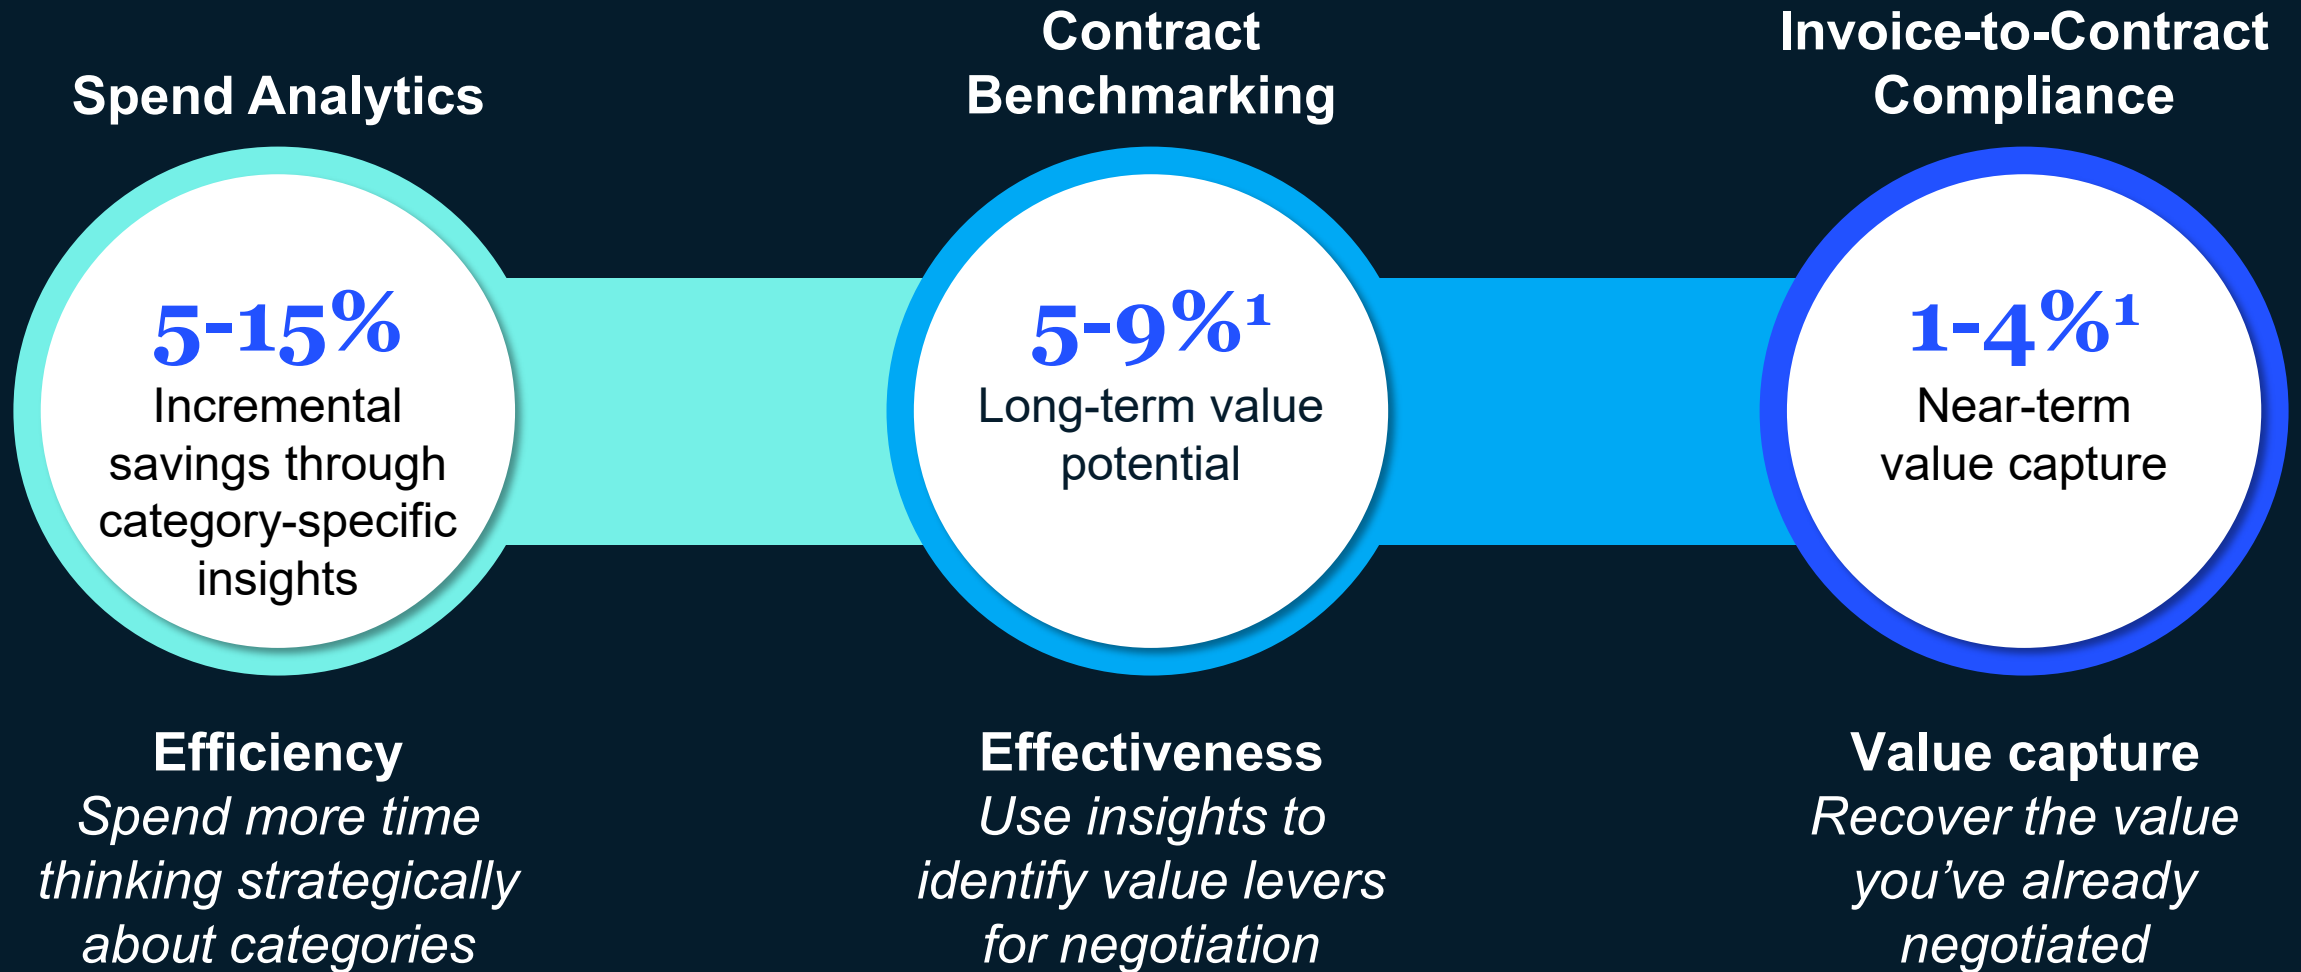 Spend Analytics
5-15%
Incremental
savings through
category-specific
insights
Efficiency
Spend more time
thinking strategically
about categories
Contract
Benchmarking
5-9%¹
Long-term value
potential
Effectiveness
Use insights to
identify value levers
for negotiation
Invoice-to-Contract
Compliance
1-4%¹
Near-term
value capture
Value capture
Recover the value
you’ve already
negotiated